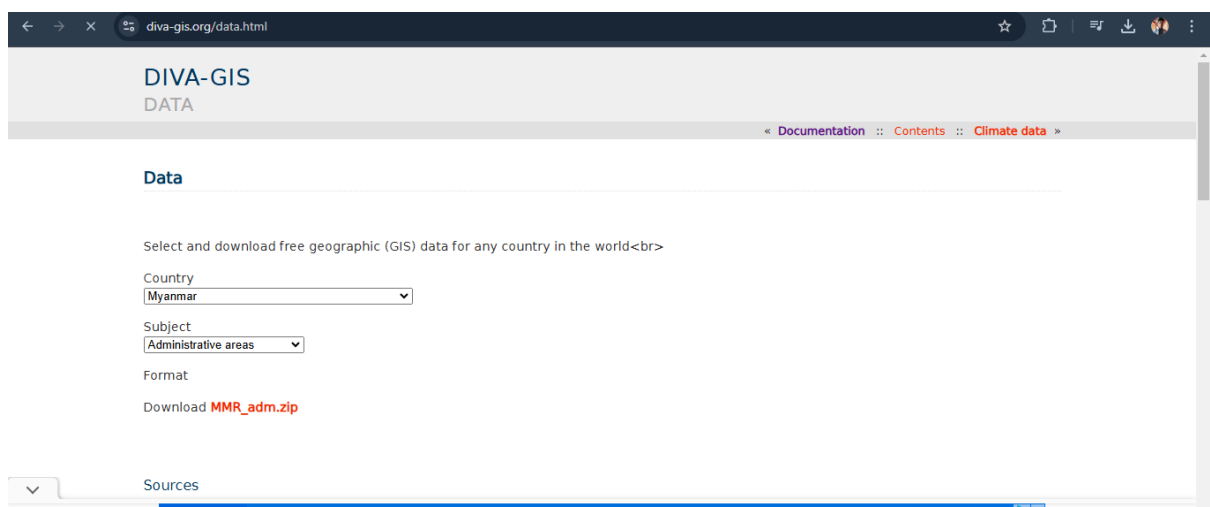 diva-gis.org/data.html
DIVA-GIS
DATA
« Documentation :: Contents :: Climate data »
Data
Select and download free geographic (GIS) data for any country in the world<br>
Country
Myanmar
Subject
Administrative areas
Format
Download MMR_adm.zip
Sources